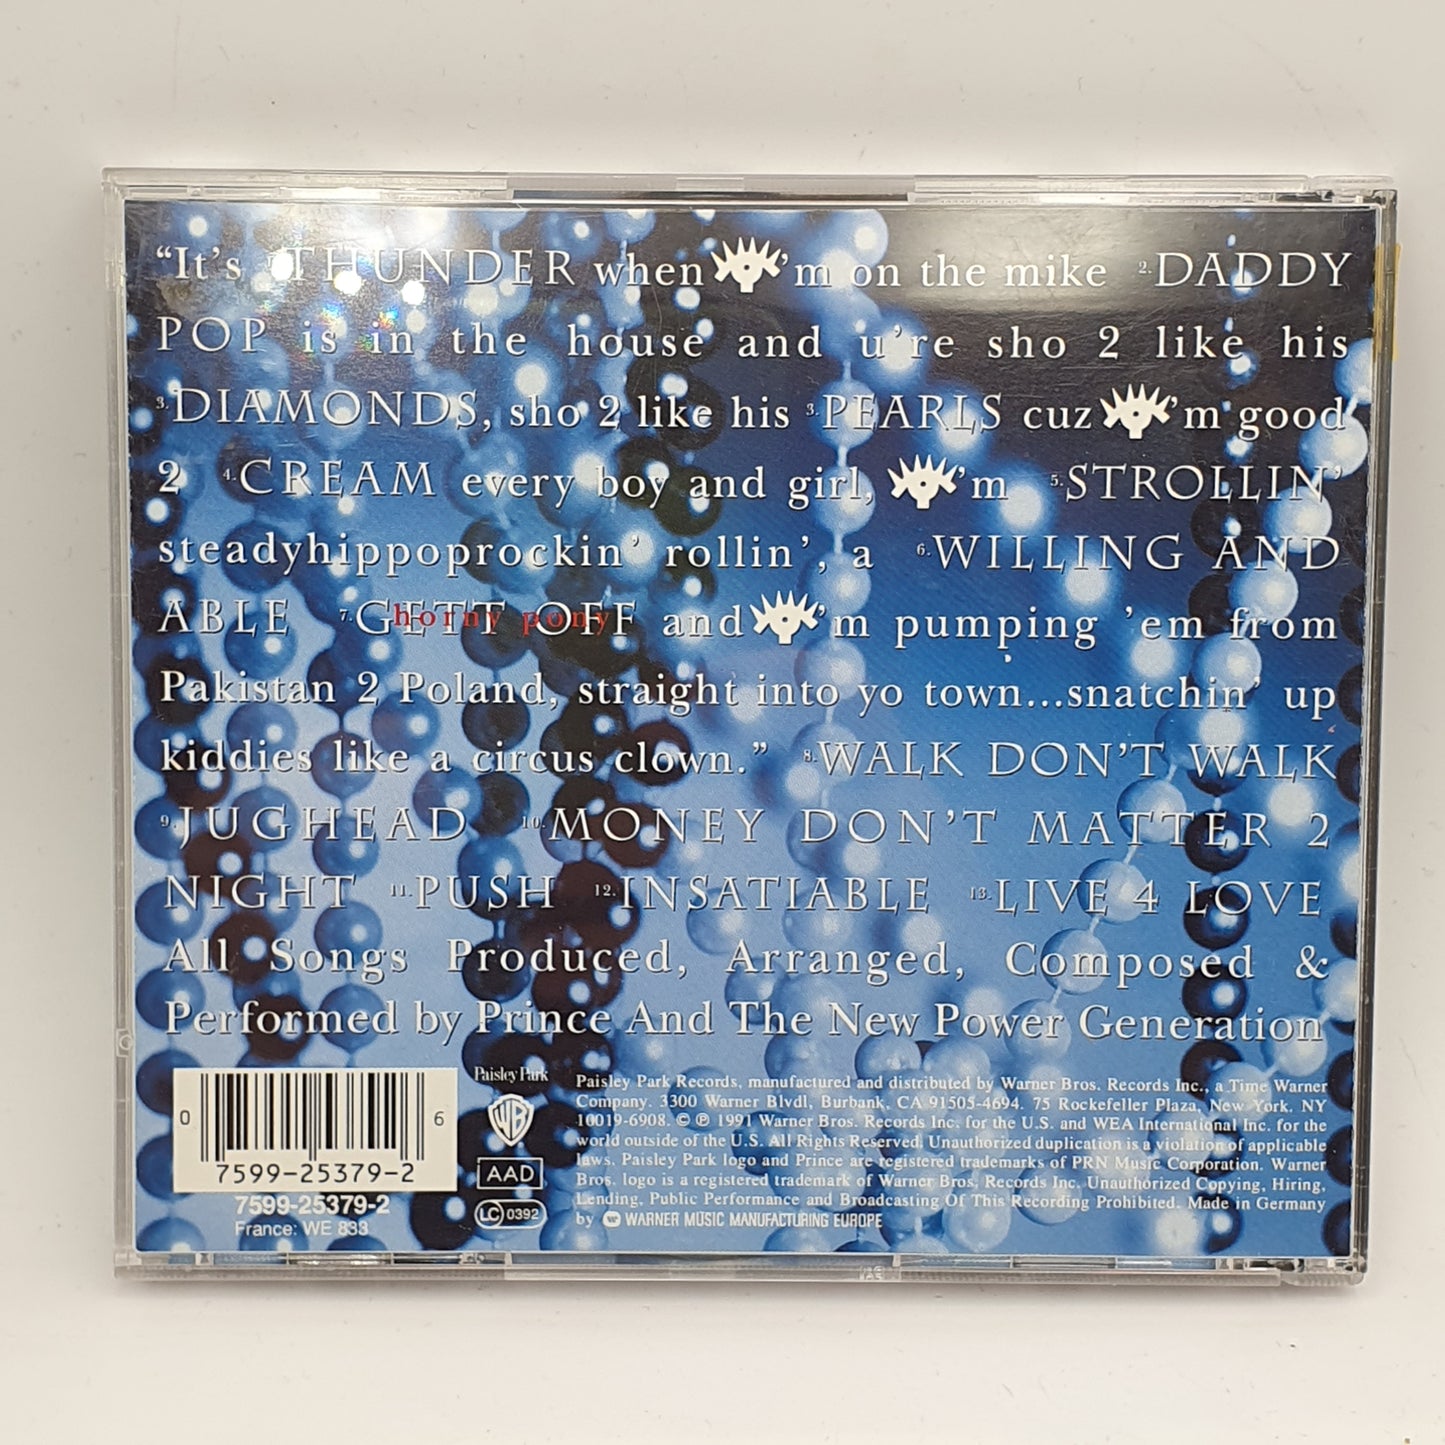 “It's 1. THUNDER when 'm on the mike 2. DADDY
POP is in the house and u're sho 2 like his
3. DIAMONDS, sho 2 like his 3. PEARLS cuz 'm good
2 4. CREAM every boy and girl, 'm 5. STROLLIN'
steadyhippoprockin' rollin', a 6. WILLING AND
ABLE 7. GETT OFF and 'm pumping 'em from
horny pony
Pakistan 2 Poland, straight into yo town...snatchin' up
kiddies like a circus clown.” 8. WALK DON'T WALK
9. JUGHEAD 10. MONEY DON'T MATTER 2
NIGHT 11. PUSH 12. INSATIABLE 13. LIVE 4 LOVE
All Songs Produced, Arranged, Composed &
Performed by Prince And The New Power Generation
0 6
7599-25379-2
7599-25379-2
France: WE 833
Paisley Park
WB
AAD
LC 0392
Paisley Park Records, manufactured and distributed by Warner Bros. Records Inc., a Time Warner
Company. 3300 Warner Blvdl, Burbank, CA 91505-4694. 75 Rockefeller Plaza, New York, NY
10019-6908. © ℗ 1991 Warner Bros. Records Inc. for the U.S. and WEA International Inc. for the
world outside of the U.S. All Rights Reserved. Unauthorized duplication is a violation of applicable
laws. Paisley Park logo and Prince are registered trademarks of PRN Music Corporation. Warner
Bros. logo is a registered trademark of Warner Bros. Records Inc. Unauthorized Copying, Hiring,
Lending, Public Performance and Broadcasting Of This Recording Prohibited. Made in Germany
by WARNER MUSIC MANUFACTURING EUROPE